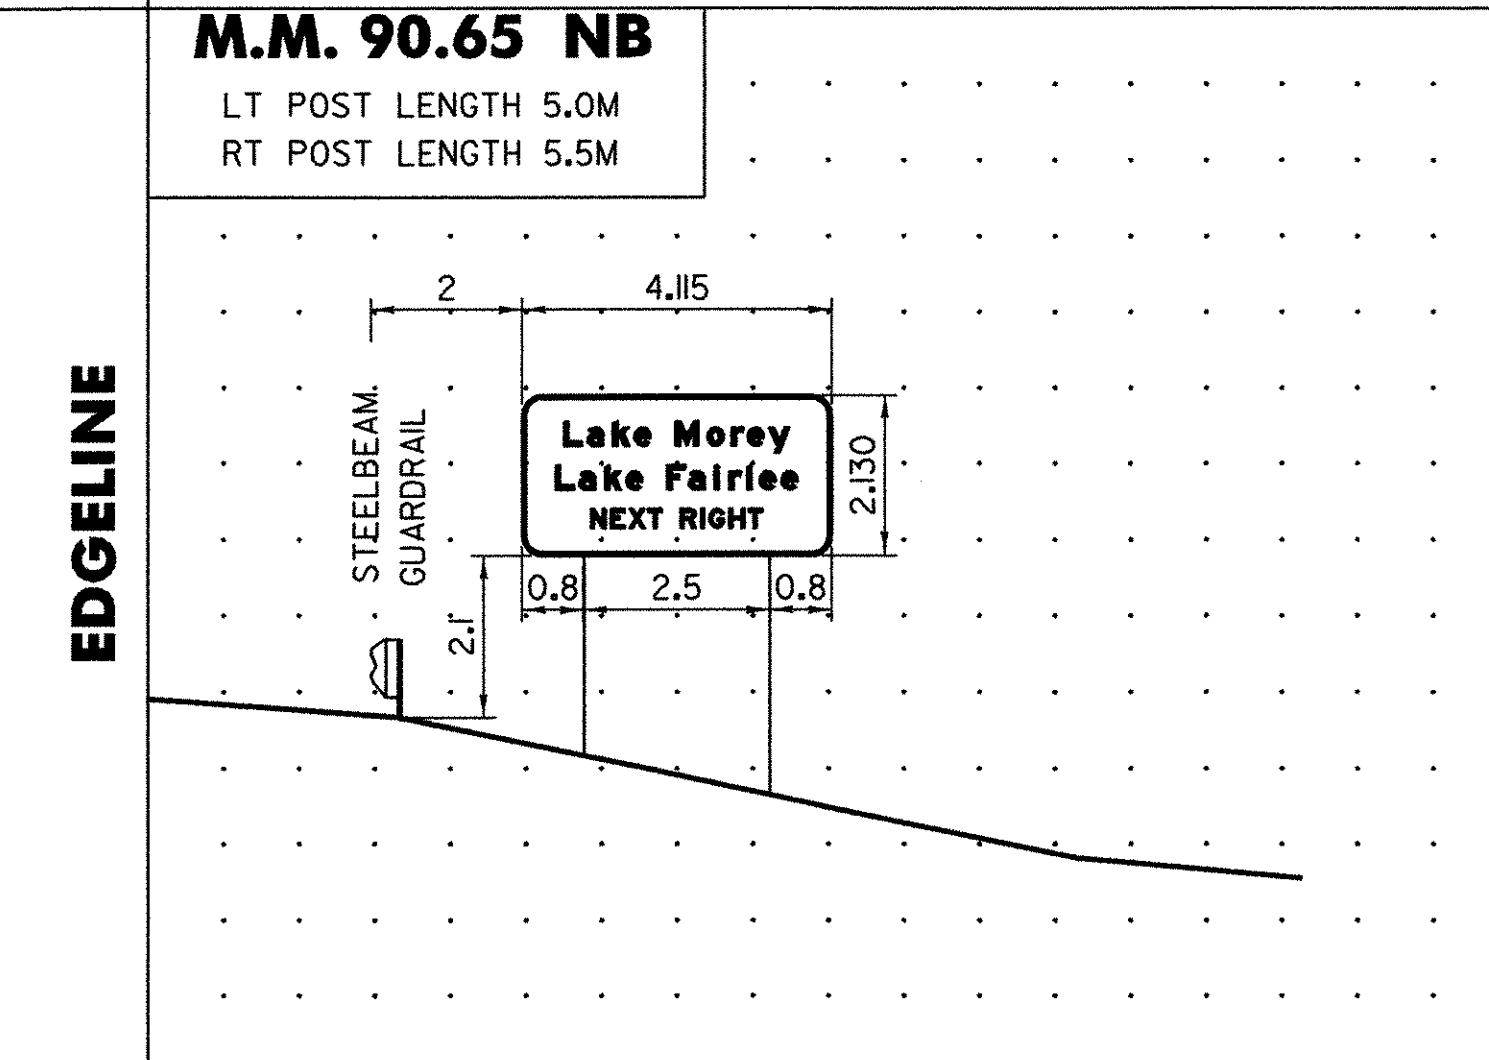 M.M. 90.65 NB
LT POST LENGTH 5.0M
RT POST LENGTH 5.5M
2
4.115
EDGELINE
STEELBEAM
GUARDRAIL
Lake Morey
Lake Fairlee
NEXT RIGHT
2.130
0.8
2.5
0.8
2.1